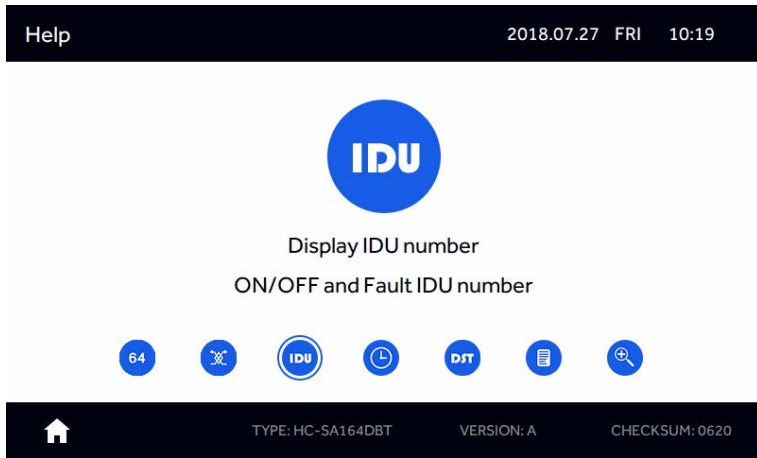 Help 2018.07.27 FRI 10:19
IDU
Display IDU number
ON/OFF and Fault IDU number
64 IDU DST
TYPE: HC-SA164DBT VERSION: A CHECKSUM: 0620